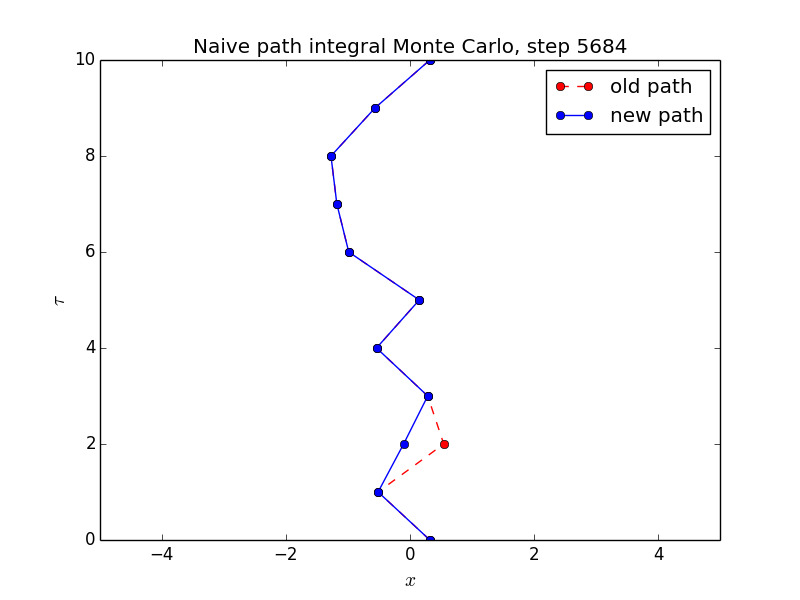 Naive path integral Monte Carlo, step 5684
old path
new path
10
8
6
4
2
0
τ
−4 −2 0 2 4
x